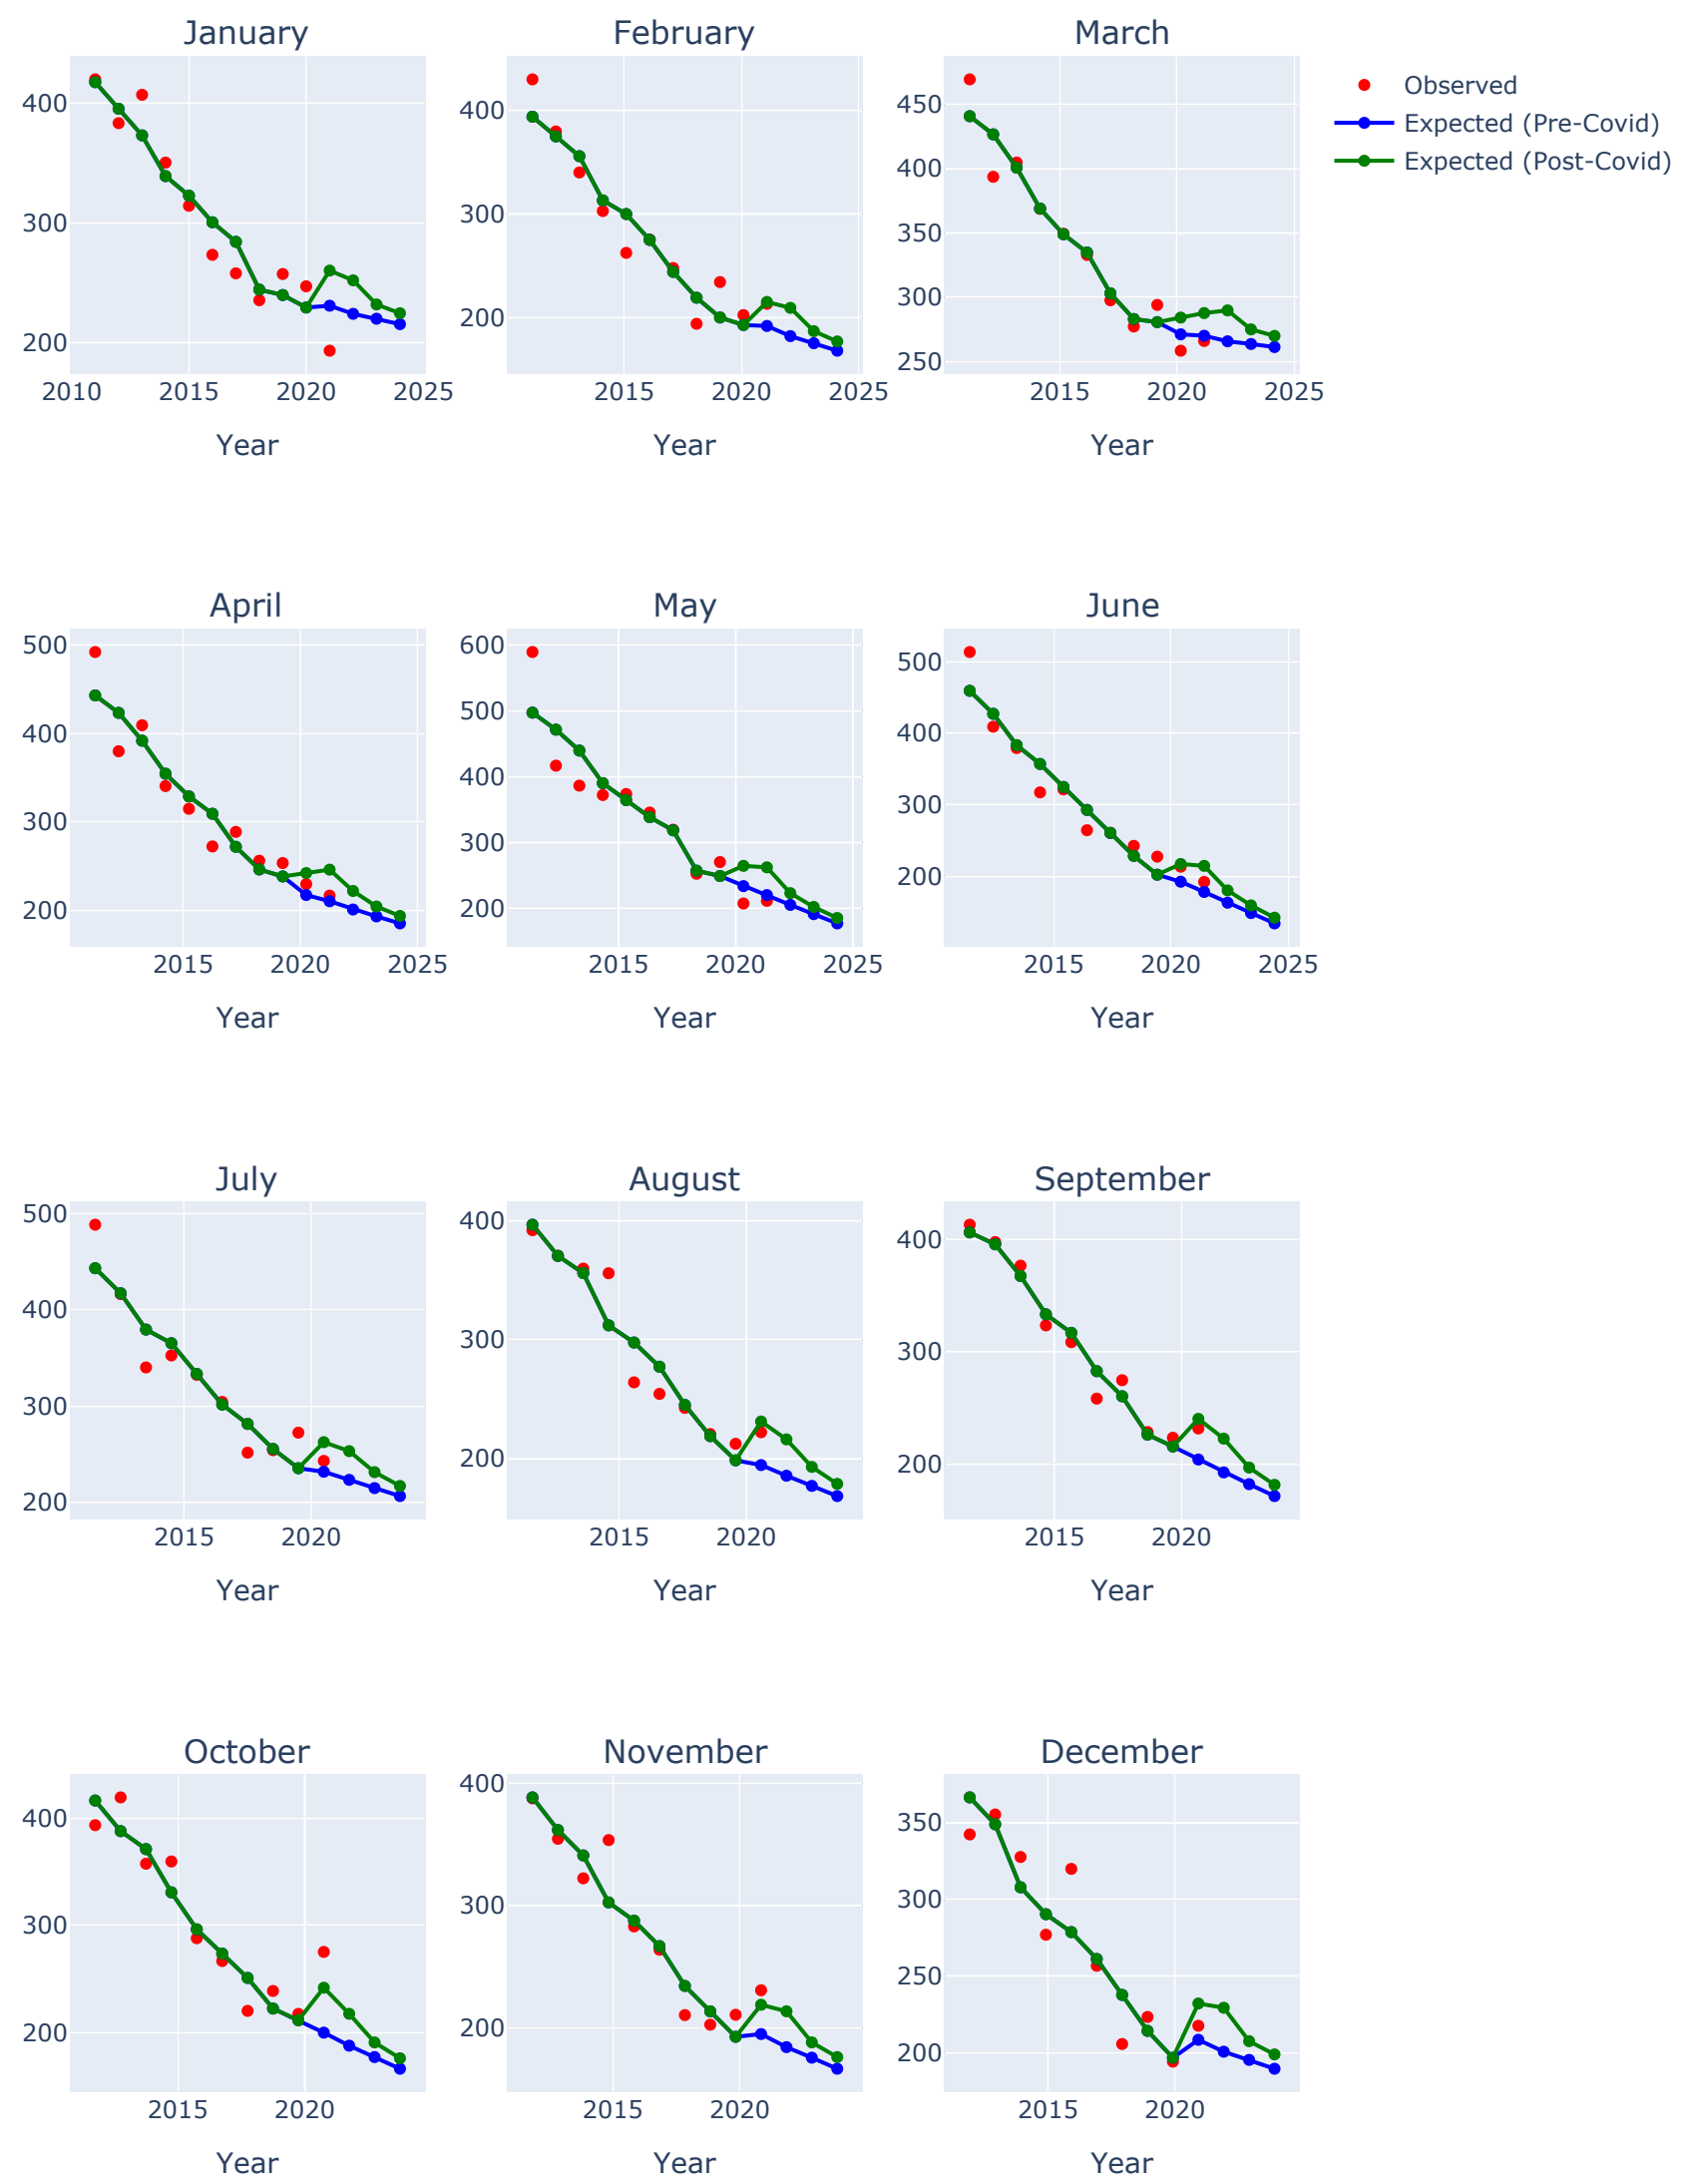 January
February
March
Observed
Expected (Pre-Covid)
Expected (Post-Covid)
400
300
200
2010 2015 2020 2025
Year
400
300
200
2015 2020 2025
Year
450
400
350
300
250
2015 2020 2025
Year
April
May
June
500
400
300
200
2015 2020 2025
Year
600
500
400
300
200
2015 2020 2025
Year
500
400
300
200
2015 2020 2025
Year
July
August
September
500
400
300
200
2015 2020
Year
400
300
200
2015 2020
Year
400
300
200
2015 2020
Year
October
November
December
400
300
200
2015 2020
Year
400
300
200
2015 2020
Year
350
300
250
200
2015 2020
Year